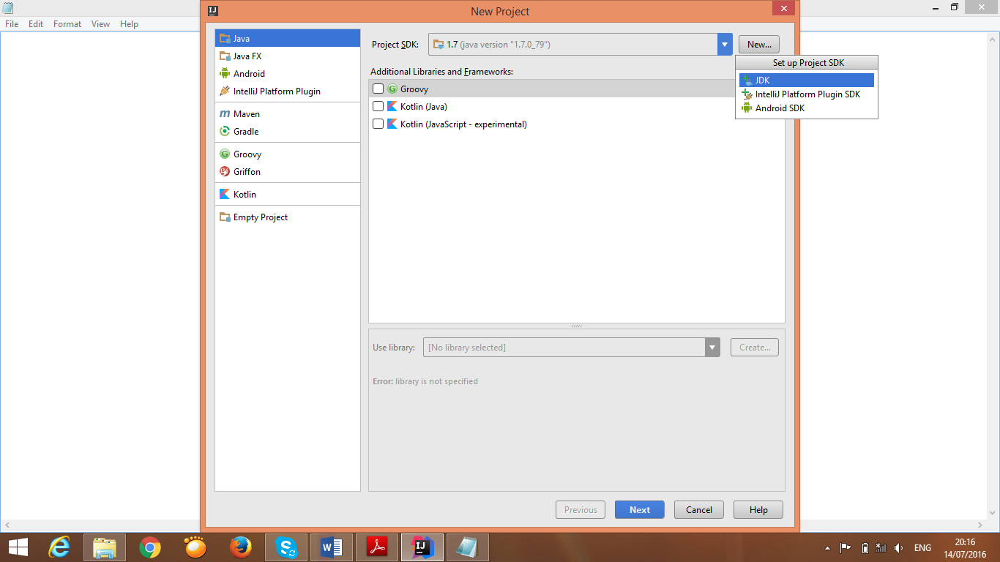 New Project
File Edit Format View Help
Java
Java FX
Android
IntelliJ Platform Plugin
Maven
Gradle
Groovy
Griffon
Kotlin
Empty Project
Project SDK: 1.7 (java version "1.7.0_79") New...
Set up Project SDK
JDK
IntelliJ Platform Plugin SDK
Android SDK
Additional Libraries and Frameworks:
Groovy
Kotlin (Java)
Kotlin (JavaScript - experimental)
Use library: [No library selected] Create...
Error: library is not specified
Previous Next Cancel Help
ENG
20:16
14/07/2016